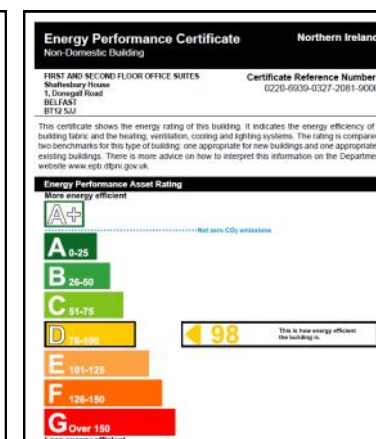 Energy Performance Certificate
Northern Ireland
Non-Domestic Building
FIRST AND SECOND FLOOR OFFICE SUITES
Shaftesbury House
1, Donegall Road
BELFAST
BT12 5JJ
Certificate Reference Number
0220-6939-0327-2081-9000
This certificate shows the energy rating of this building. It indicates the energy efficiency of
building fabric and the heating, ventilation, cooling and lighting systems. The rating is compared
two benchmarks for this type of building: one appropriate for new buildings and one appropriate
existing buildings. There is more advice on how to interpret this information on the Departme
website www.epb.dfpni.gov.uk.
Energy Performance Asset Rating
More energy efficient
A+
Net zero CO₂ emissions
A 0-25
B 26-50
C 51-75
D 76-100
98
This is how energy efficient
the building is.
E 101-125
F 126-150
G Over 150
Less energy efficient